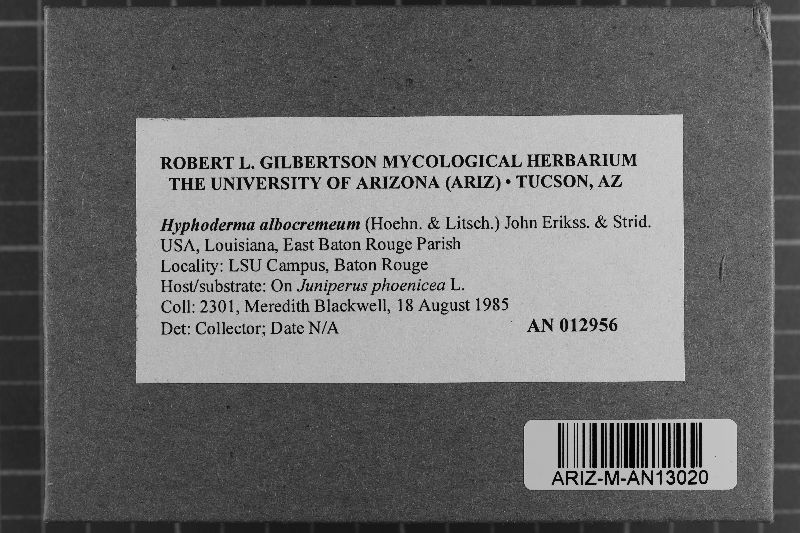 ROBERT L. GILBERTSON MYCOLOGICAL HERBARIUM
THE UNIVERSITY OF ARIZONA (ARIZ) • TUCSON, AZ
Hyphoderma albocremeum (Hoehn. & Litsch.) John Erikss. & Strid.
USA, Louisiana, East Baton Rouge Parish
Locality: LSU Campus, Baton Rouge
Host/substrate: On Juniperus phoenicea L.
Coll: 2301, Meredith Blackwell, 18 August 1985
Det: Collector; Date N/A AN 012956
ARIZ-M-AN13020